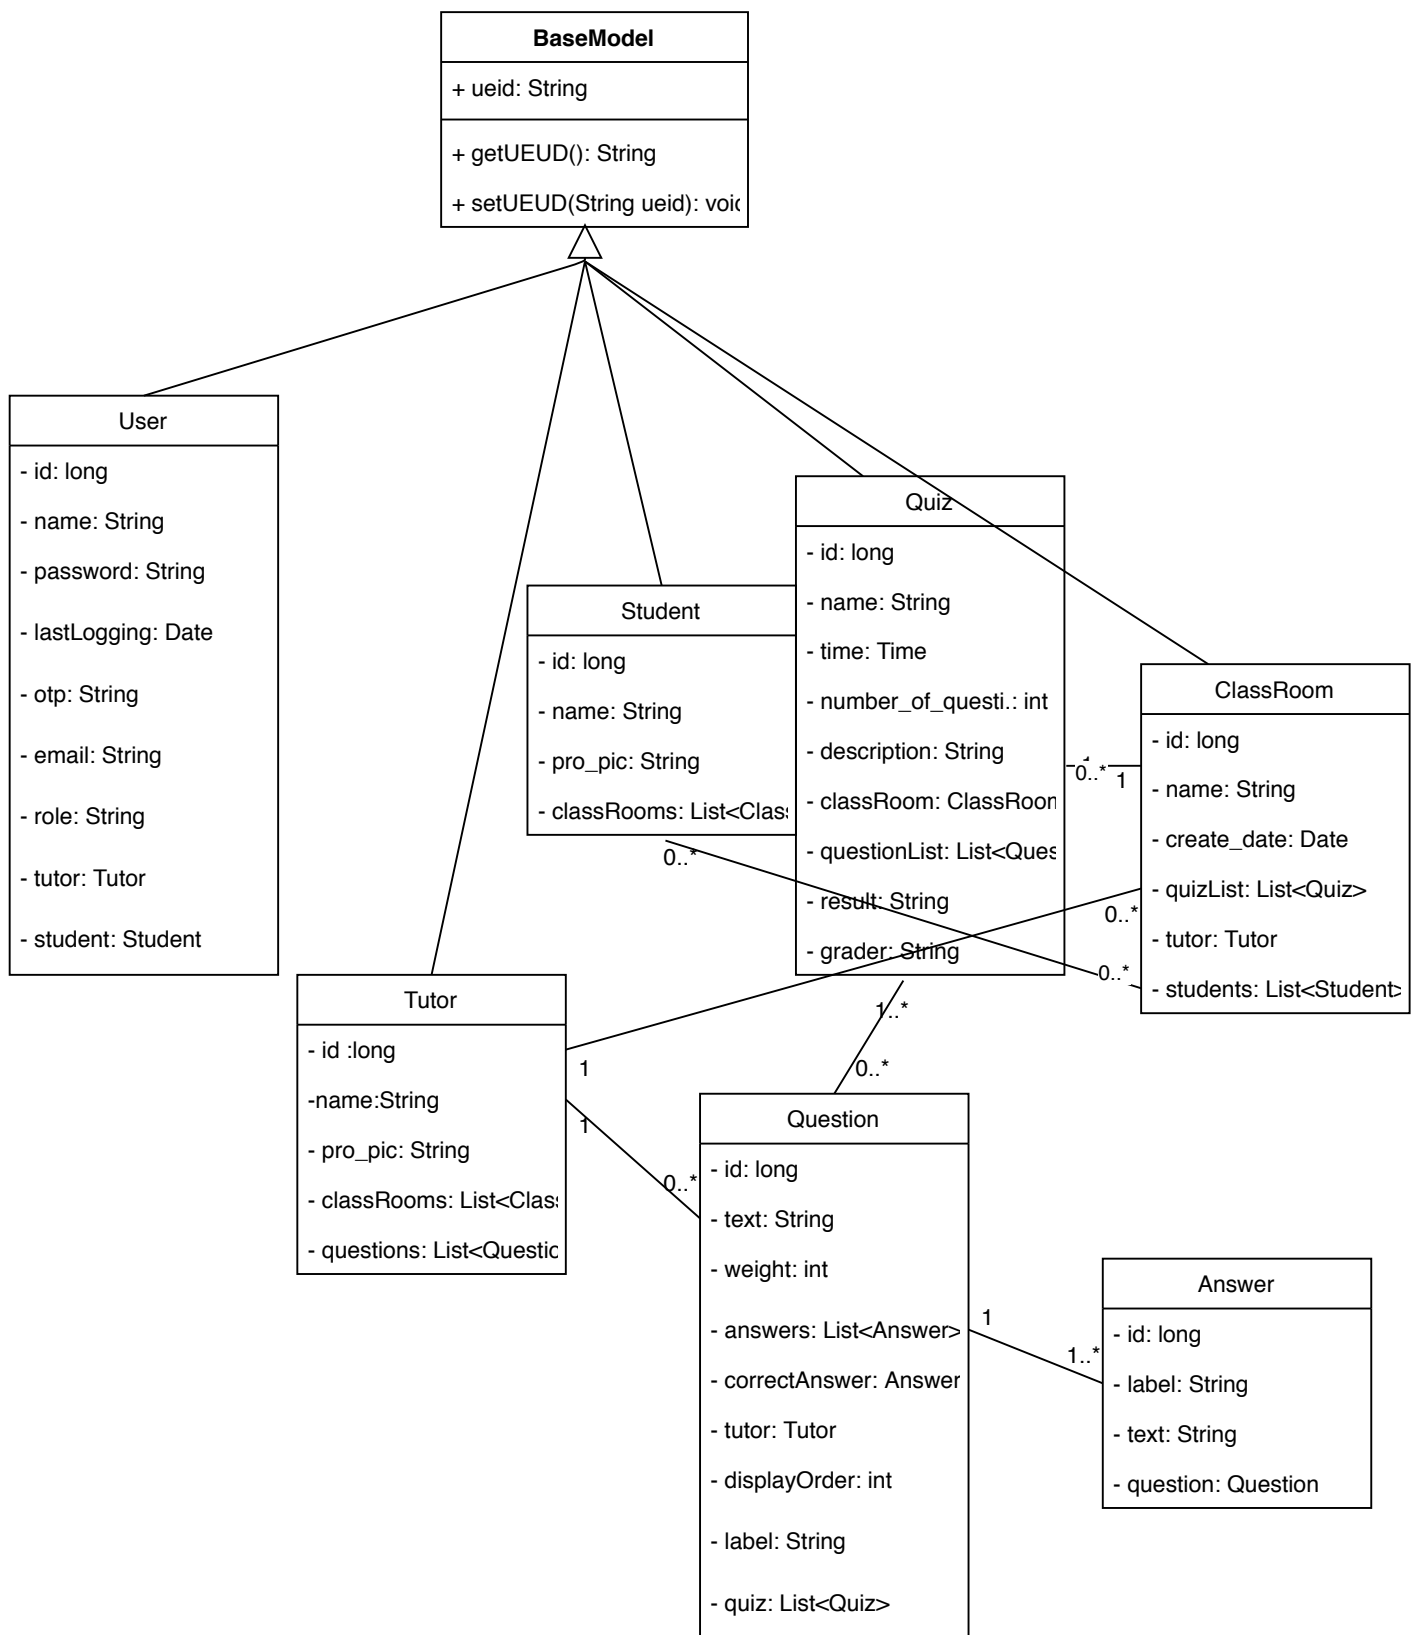 BaseModel
+ ueid: String
+ getUEUD(): String
+ setUEUD(String ueid): voi
User
- id: long
- name: String
- password: String
- lastLogging: Date
- otp: String
- email: String
- role: String
- tutor: Tutor
- student: Student
Student
- id: long
- name: String
- pro_pic: String
- classRooms: List<Clas
0..*
Quiz
- id: long
- name: String
- time: Time
- number_of_questi.: int
- description: String
- classRoom: ClassRoo
- questionList: List<Ques
- result: String
- grader: String
0..*
1
ClassRoom
- id: long
- name: String
- create_date: Date
- quizList: List<Quiz>
- tutor: Tutor
- students: List<Student>
0..*
0..*
Tutor
- id :long
-name:String
- pro_pic: String
- classRooms: List<Clas
- questions: List<Questi
1
1
0..*
1..*
0..*
Question
- id: long
- text: String
- weight: int
- answers: List<Answer>
- correctAnswer: Answer
- tutor: Tutor
- displayOrder: int
- label: String
- quiz: List<Quiz>
1
1..*
Answer
- id: long
- label: String
- text: String
- question: Question